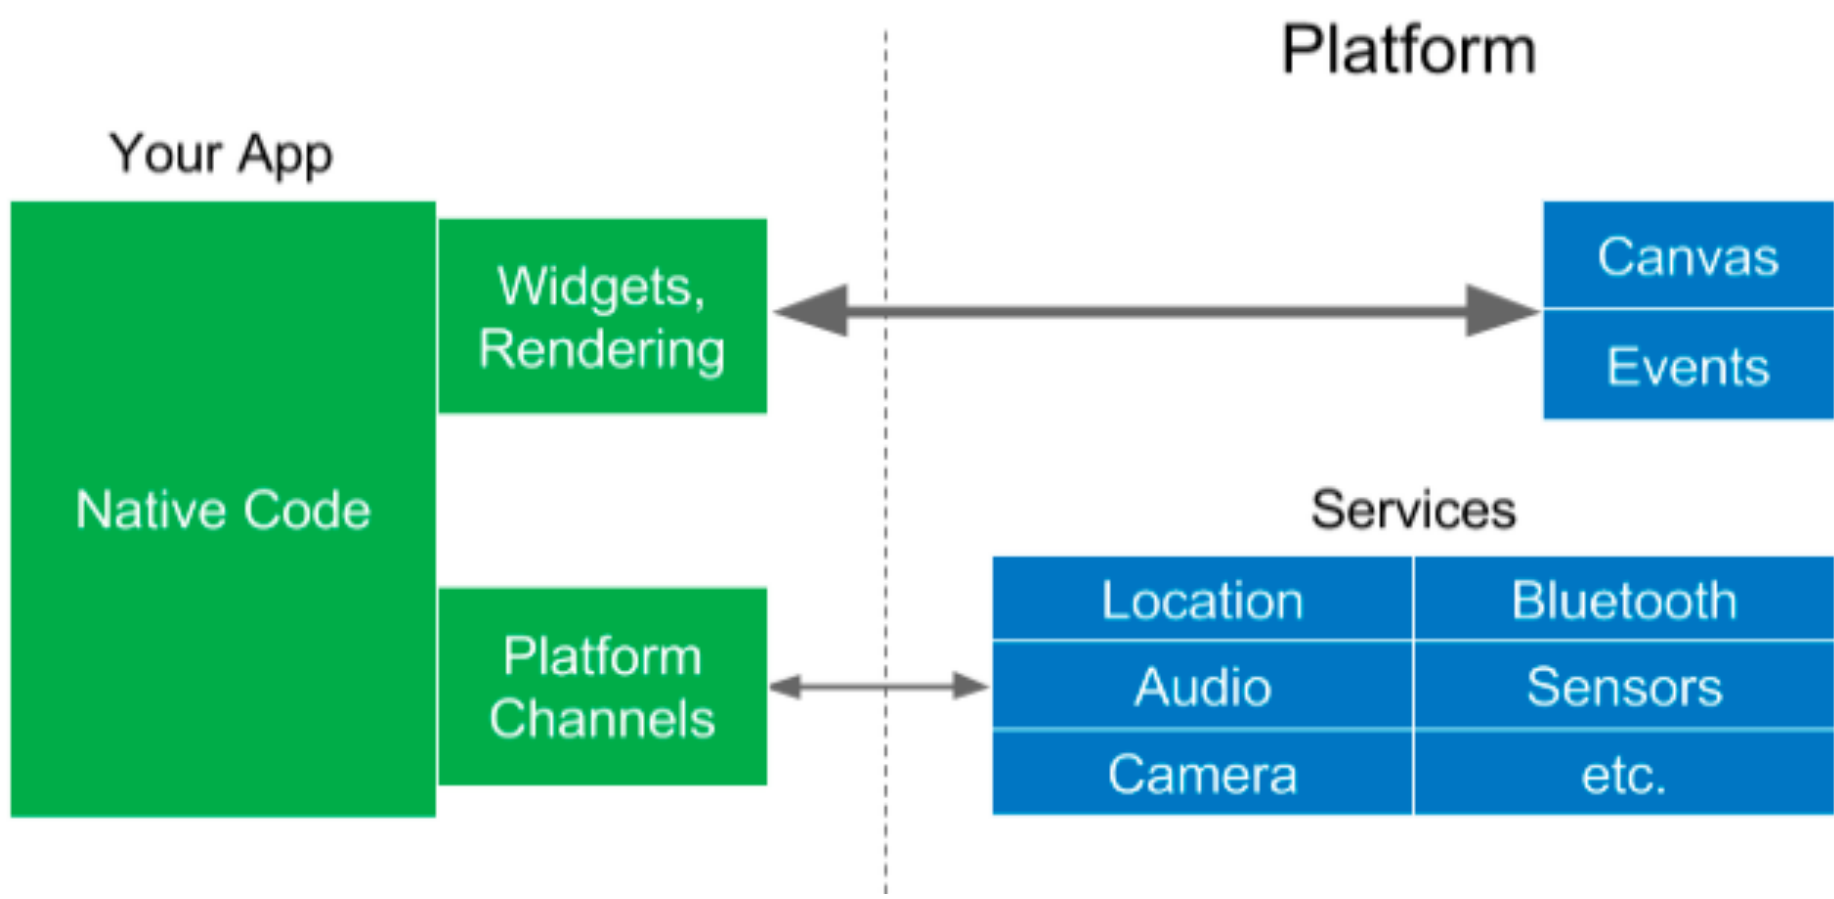 Platform
Your App
Widgets,
Rendering
Canvas
Events
Native Code
Services
Platform
Channels
Location
Bluetooth
Audio
Sensors
Camera
etc.